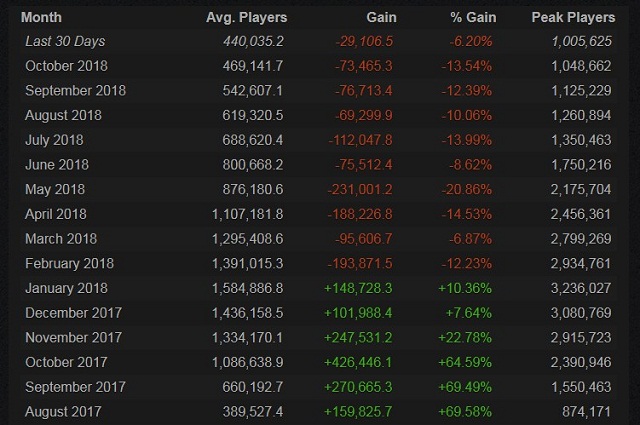 Month Avg. Players Gain % Gain Peak Players
Last 30 Days 440,035.2 -29,106.5 -6.20% 1,005,625
October 2018 469,141.7 -73,465.3 -13.54% 1,048,662
September 2018 542,607.1 -76,713.4 -12.39% 1,125,229
August 2018 619,320.5 -69,299.9 -10.06% 1,260,894
July 2018 688,620.4 -112,047.8 -13.99% 1,350,463
June 2018 800,668.2 -75,512.4 -8.62% 1,750,216
May 2018 876,180.6 -231,001.2 -20.86% 2,175,704
April 2018 1,107,181.8 -188,226.8 -14.53% 2,456,361
March 2018 1,295,408.6 -95,606.7 -6.87% 2,799,269
February 2018 1,391,015.3 -193,871.5 -12.23% 2,934,761
January 2018 1,584,886.8 +148,728.3 +10.36% 3,236,027
December 2017 1,436,158.5 +101,988.4 +7.64% 3,080,769
November 2017 1,334,170.1 +247,531.2 +22.78% 2,915,723
October 2017 1,086,638.9 +426,446.1 +64.59% 2,390,946
September 2017 660,192.7 +270,665.3 +69.49% 1,550,463
August 2017 389,527.4 +159,825.7 +69.58% 874,171